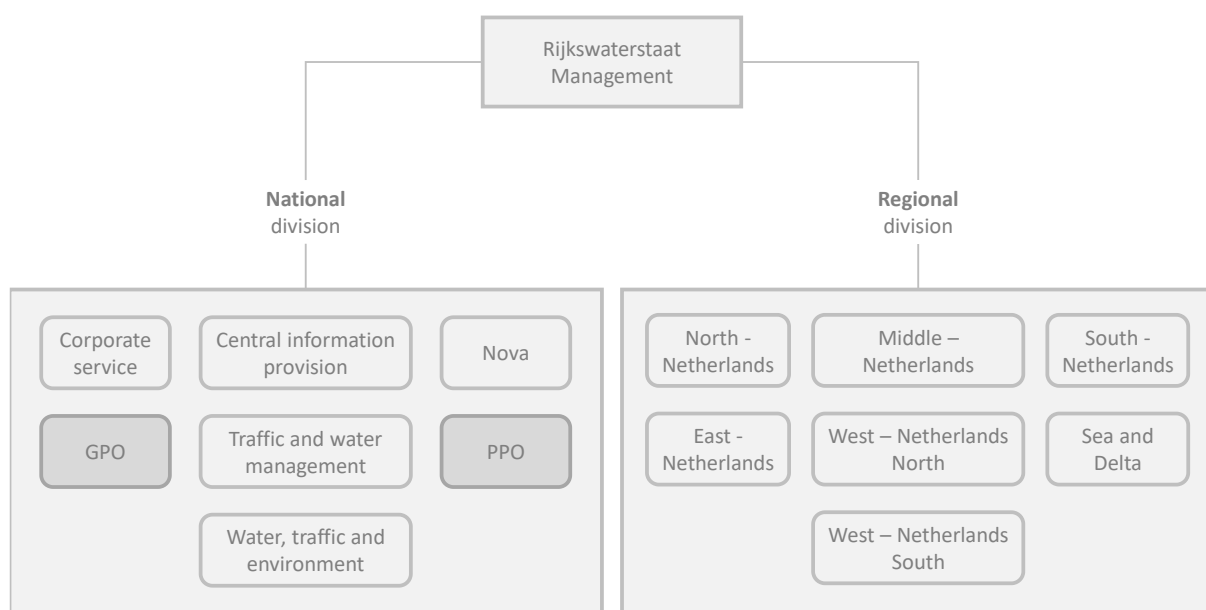 Rijkswaterstaat
Management
National
division
Regional
division
Corporate
service
Central information
provision
Nova
GPO
Traffic and water
management
PPO
Water, traffic and
environment
North -
Netherlands
Middle –
Netherlands
South -
Netherlands
East -
Netherlands
West – Netherlands
North
Sea and
Delta
West – Netherlands
South